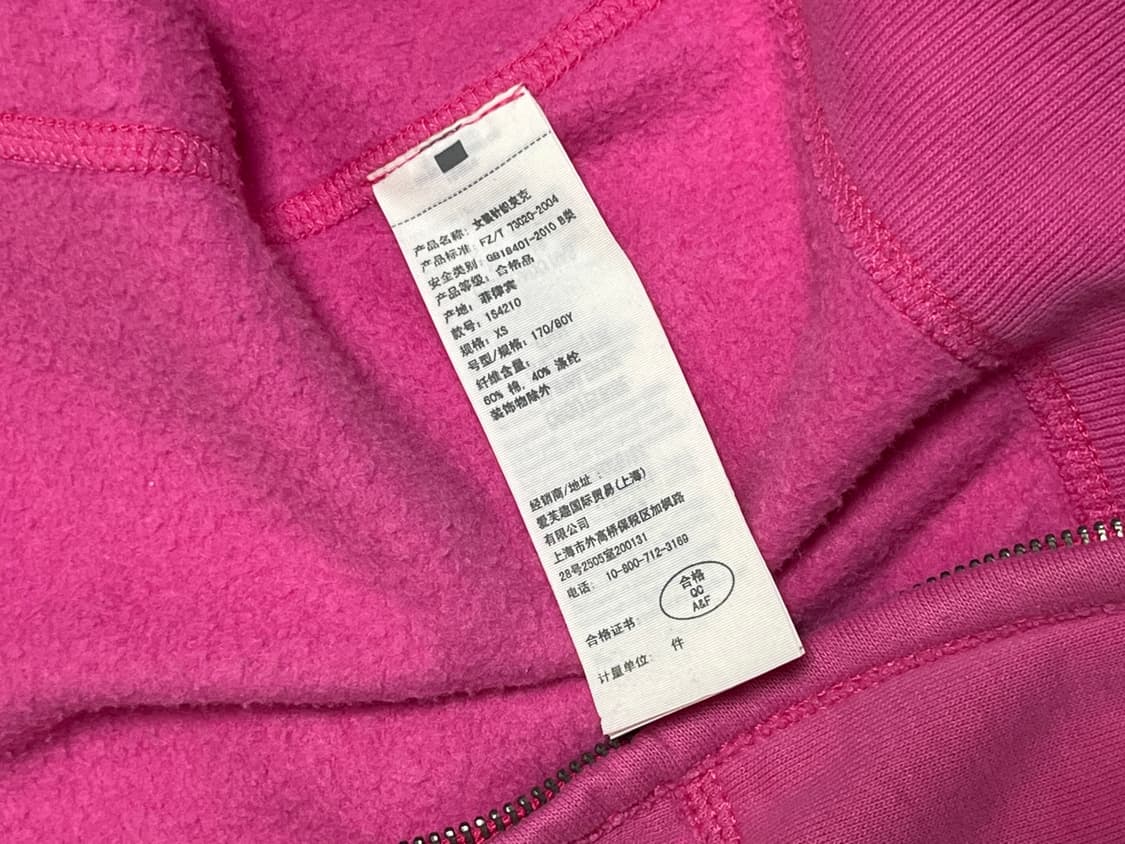 产品名称: 女装针织夹克
产品标准: FZ/T 73020-2004
安全类别: GB18401-2010 B类
产品等级: 合格品
产地: 菲律宾
款号: 154210
规格: XS
号型/规格: 170/80Y
纤维含量:
60% 棉, 40% 涤纶
装饰物除外
经销商/地址:
爱芙趣国际贸易(上海)
有限公司
上海市外高桥保税区加枫路
28号2505室200131
电话: 10-800-712-3169
合格
QC
A&F
合格证书:
计量单位: 件